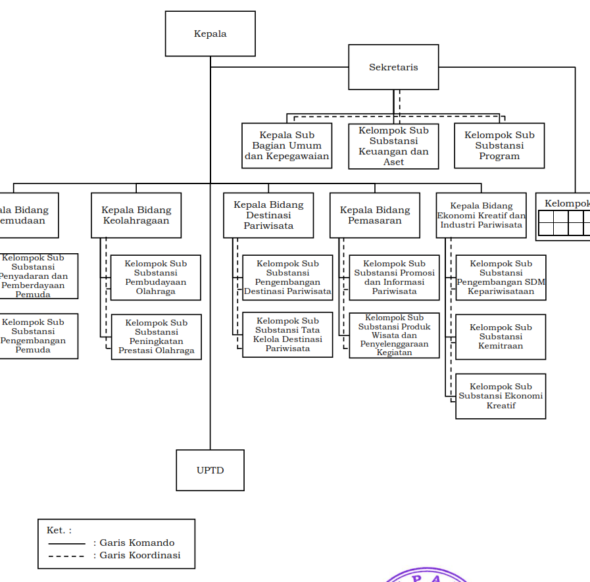 Kepala
Sekretaris
Kepala Sub
Bagian Umum
dan Kepegawaian
Kelompok Sub
Substansi
Keuangan dan
Aset
Kelompok Sub
Substansi
Program
ala Bidang
emudaan
Kepala Bidang
Keolahragaan
Kepala Bidang
Destinasi
Pariwisata
Kepala Bidang
Pemasaran
Kepala Bidang
Ekonomi Kreatif dan
Industri Pariwisata
Kelompok
Kelompok Sub
Substansi
Penyadaran dan
Pemberdayaan
Pemuda
Kelompok Sub
Substansi
Pembudayaan
Olahraga
Kelompok Sub
Substansi
Pengembangan
Destinasi Pariwisata
Kelompok Sub
Substansi Promosi
dan Informasi
Pariwisata
Kelompok Sub
Substansi
Pengembangan SDM
Kepariwisataan
Kelompok Sub
Substansi
Pengembangan
Pemuda
Kelompok Sub
Substansi
Peningkatan
Prestasi Olahraga
Kelompok Sub
Substansi Tata
Kelola Destinasi
Pariwisata
Kelompok Sub
Substansi Produk
Wisata dan
Penyelenggaraan
Kegiatan
Kelompok Sub
Substansi
Kemitraan
Kelompok Sub
Substansi Ekonomi
Kreatif
UPTD
Ket. :
: Garis Komando
: Garis Koordinasi
P A